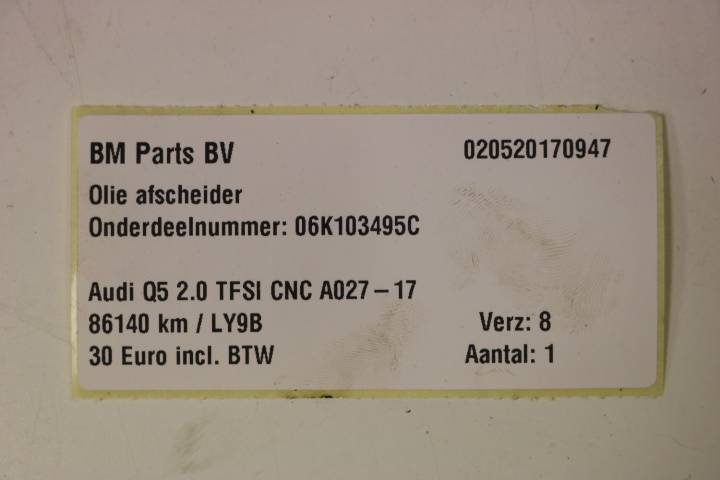 BM Parts BV 020520170947
Olie afscheider
Onderdeelnummer: 06K103495C
Audi Q5 2.0 TFSI CNC A027-17
86140 km / LY9B Verz: 8
30 Euro incl. BTW Aantal: 1